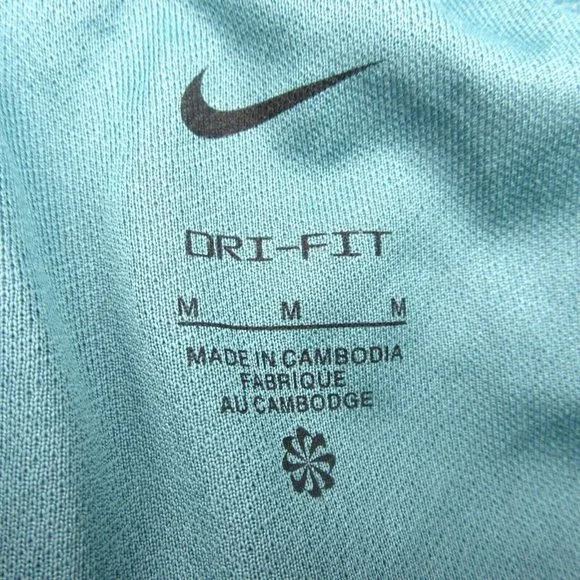 DRI-FIT
M M M
MADE IN CAMBODIA
FABRIQUE
AU CAMBODGE